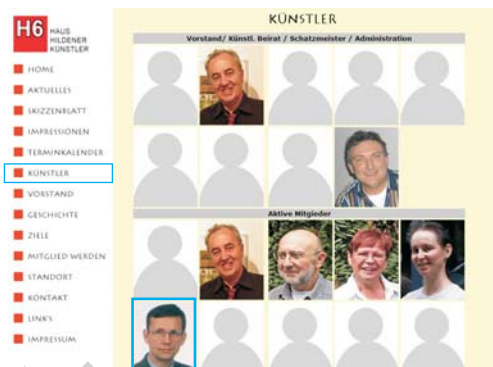 H6 HAUS
HILDENER
KÜNSTLER
HOME
AKTUELLES
SKIZZENBLATT
IMPRESSIONEN
TERMINKALENDER
KÜNSTLER
VORSTAND
GESCHICHTE
ZIELE
MITGLIED WERDEN
STANDORT
KONTAKT
LINK'S
IMPRESSUM
KÜNSTLER
Vorstand/ Künstl. Beirat / Schatzmeister / Administration
Aktive Mitglieder